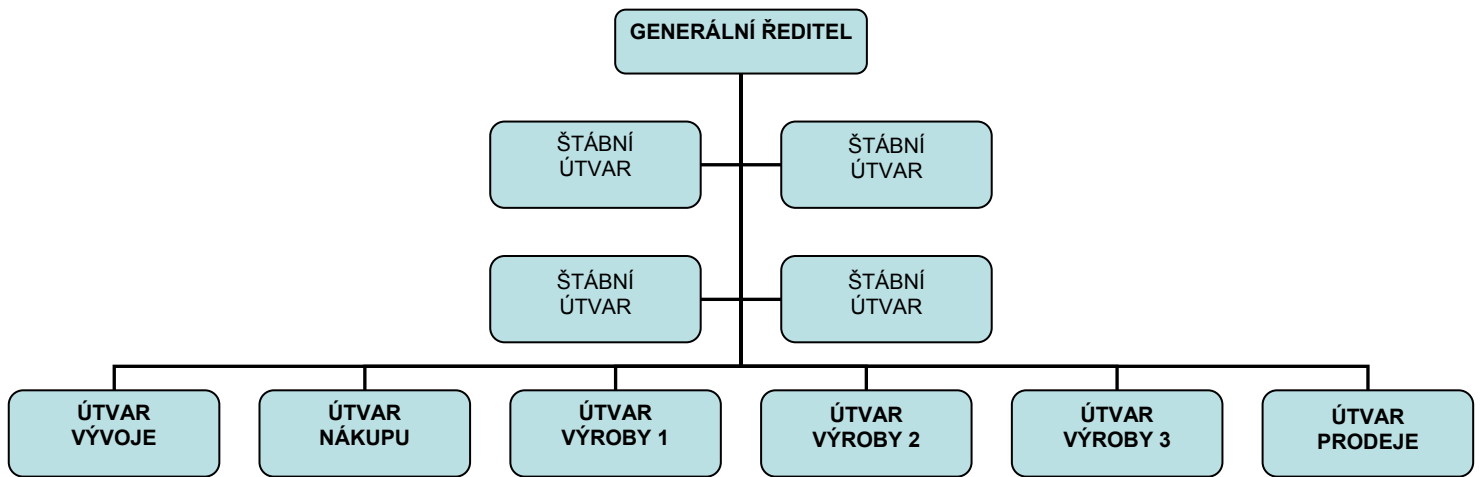 GENERÁLNÍ ŘEDITEL
ŠTÁBNÍ
ÚTVAR
ŠTÁBNÍ
ÚTVAR
ŠTÁBNÍ
ÚTVAR
ŠTÁBNÍ
ÚTVAR
ÚTVAR
VÝVOJE
ÚTVAR
NÁKUPU
ÚTVAR
VÝROBY 1
ÚTVAR
VÝROBY 2
ÚTVAR
VÝROBY 3
ÚTVAR
PRODEJE